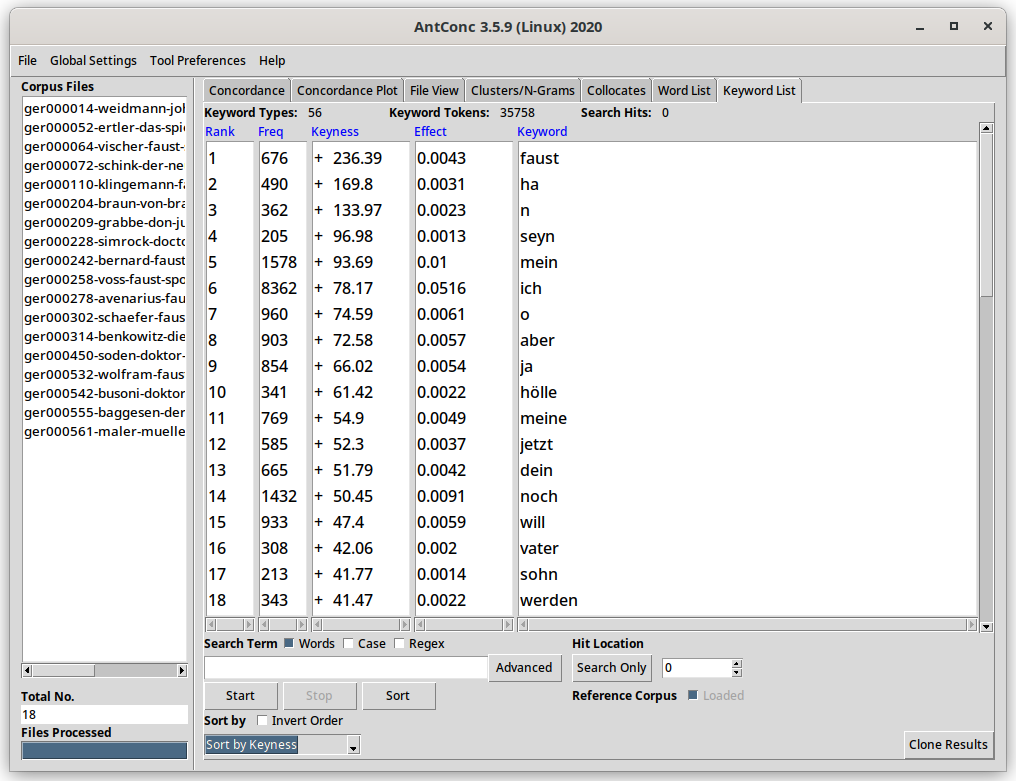 AntConc 3.5.9 (Linux) 2020
File Global Settings Tool Preferences Help
Corpus Files
ger000014-weidmann-joh
ger000052-ertler-das-spie
ger000064-vischer-faust-
ger000072-schink-der-ne
ger000110-klingemann-fa
ger000204-braun-von-bra
ger000209-grabbe-don-ju
ger000228-simrock-docto
ger000242-bernard-faust
ger000258-voss-faust-spo
ger000278-avenarius-fau
ger000302-schaefer-faus
ger000314-benkowitz-die
ger000450-soden-doktor-
ger000532-wolfram-faus
ger000542-busoni-doktor
ger000555-baggesen-der
ger000561-maler-muelle
Total No.
18
Files Processed
Concordance Concordance Plot File View Clusters/N-Grams Collocates Word List Keyword List
Keyword Types: 56 Keyword Tokens: 35758 Search Hits: 0
Rank Freq Keyness Effect Keyword
1 676 + 236.39 0.0043 faust
2 490 + 169.8 0.0031 ha
3 362 + 133.97 0.0023 n
4 205 + 96.98 0.0013 seyn
5 1578 + 93.69 0.01 mein
6 8362 + 78.17 0.0516 ich
7 960 + 74.59 0.0061 o
8 903 + 72.58 0.0057 aber
9 854 + 66.02 0.0054 ja
10 341 + 61.42 0.0022 hölle
11 769 + 54.9 0.0049 meine
12 585 + 52.3 0.0037 jetzt
13 665 + 51.79 0.0042 dein
14 1432 + 50.45 0.0091 noch
15 933 + 47.4 0.0059 will
16 308 + 42.06 0.002 vater
17 213 + 41.77 0.0014 sohn
18 343 + 41.47 0.0022 werden
Search Term Words Case Regex
Advanced
Start Stop Sort
Sort by Invert Order
Sort by Keyness
Hit Location
Search Only 0
Reference Corpus Loaded
Clone Results